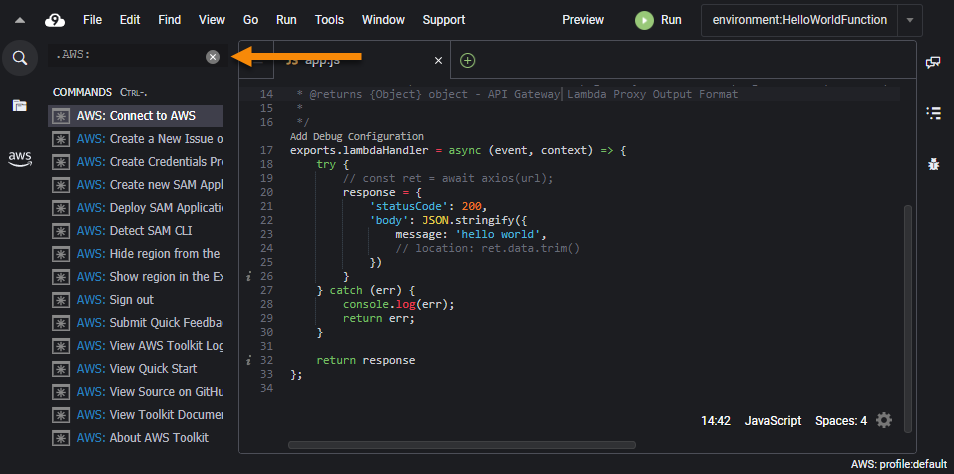 9 File Edit Find View Go Run Tools Window Support Preview Run environment:HelloWorldFunction
.AWS:
COMMANDS CTRL-.
AWS: Connect to AWS
AWS: Create a New Issue o
AWS: Create Credentials Pr
AWS: Create new SAM Appl
AWS: Deploy SAM Applicatio
AWS: Detect SAM CLI
AWS: Hide region from the
AWS: Show region in the Ex
AWS: Sign out
AWS: Submit Quick Feedba
AWS: View AWS Toolkit Log
AWS: View Quick Start
AWS: View Source on GitHu
AWS: View Toolkit Documen
AWS: About AWS Toolkit
aws
JS app.js
14 * @returns {Object} object - API Gateway Lambda Proxy Output Format
15 *
16 */
Add Debug Configuration
17 exports.lambdaHandler = async (event, context) => {
18 try {
19 // const ret = await axios(url);
20 response = {
21 'statusCode': 200,
22 'body': JSON.stringify({
23 message: 'hello world',
24 // location: ret.data.trim()
25 })
i 26 }
27 } catch (err) {
28 console.log(err);
29 return err;
30 }
31
i 32 return response
33 };
34
14:42 JavaScript Spaces: 4
AWS: profile:default